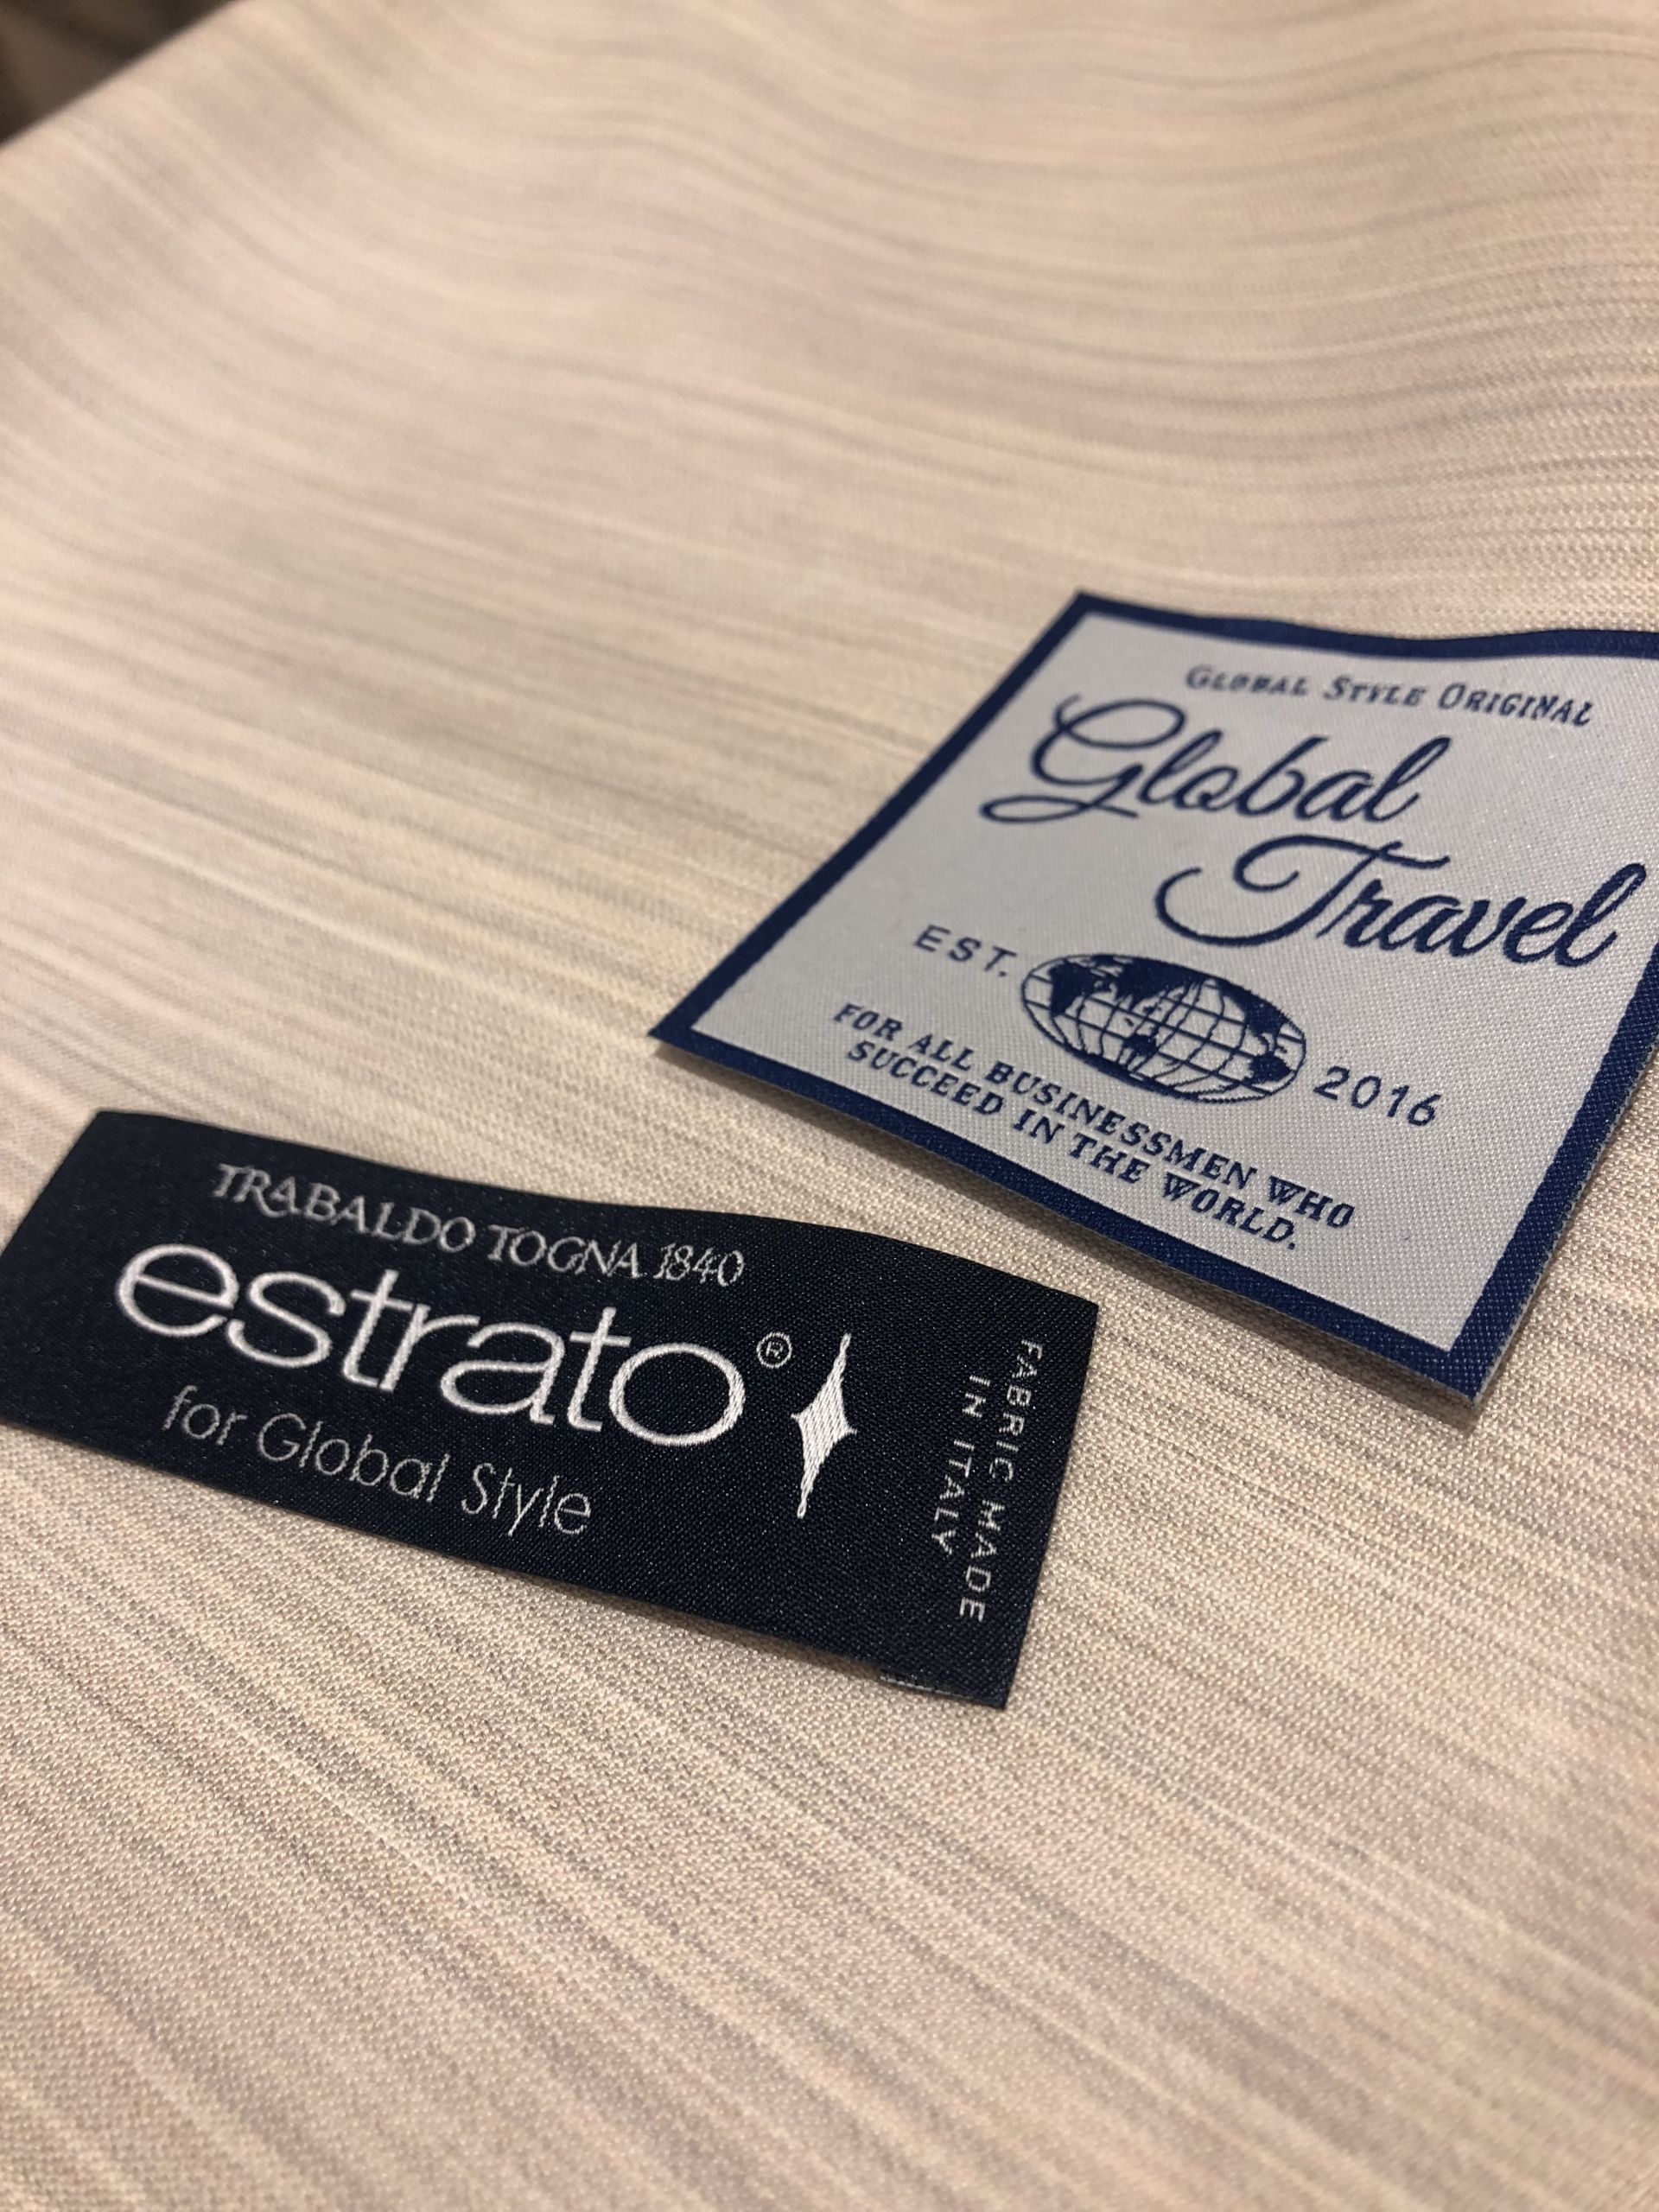 GLOBAL STYLE ORIGINAL
Global
Travel
EST. 2016
FOR ALL BUSINESSMEN WHO
SUCCEED IN THE WORLD.
TRABALDO TOGNA 1840
estrato®
for Global Style
FABRIC MADE
IN ITALY